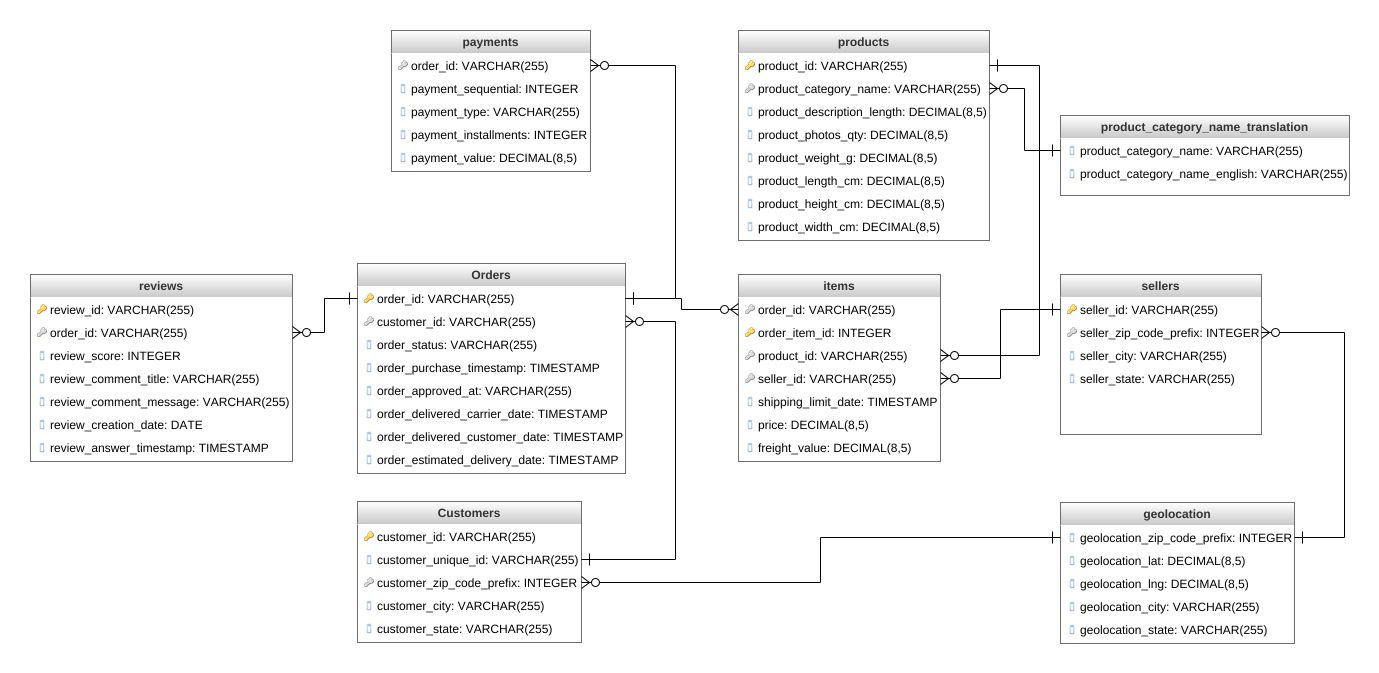 payments
order_id: VARCHAR(255)
payment_sequential: INTEGER
payment_type: VARCHAR(255)
payment_installments: INTEGER
payment_value: DECIMAL(8,5)
products
product_id: VARCHAR(255)
product_category_name: VARCHAR(255)
product_description_length: DECIMAL(8,5)
product_photos_qty: DECIMAL(8,5)
product_weight_g: DECIMAL(8,5)
product_length_cm: DECIMAL(8,5)
product_height_cm: DECIMAL(8,5)
product_width_cm: DECIMAL(8,5)
product_category_name_translation
product_category_name: VARCHAR(255)
product_category_name_english: VARCHAR(255)
reviews
review_id: VARCHAR(255)
order_id: VARCHAR(255)
review_score: INTEGER
review_comment_title: VARCHAR(255)
review_comment_message: VARCHAR(255)
review_creation_date: DATE
review_answer_timestamp: TIMESTAMP
Orders
order_id: VARCHAR(255)
customer_id: VARCHAR(255)
order_status: VARCHAR(255)
order_purchase_timestamp: TIMESTAMP
order_approved_at: VARCHAR(255)
order_delivered_carrier_date: TIMESTAMP
order_delivered_customer_date: TIMESTAMP
order_estimated_delivery_date: TIMESTAMP
items
order_id: VARCHAR(255)
order_item_id: INTEGER
product_id: VARCHAR(255)
seller_id: VARCHAR(255)
shipping_limit_date: TIMESTAMP
price: DECIMAL(8,5)
freight_value: DECIMAL(8,5)
sellers
seller_id: VARCHAR(255)
seller_zip_code_prefix: INTEGER
seller_city: VARCHAR(255)
seller_state: VARCHAR(255)
Customers
customer_id: VARCHAR(255)
customer_unique_id: VARCHAR(255)
customer_zip_code_prefix: INTEGER
customer_city: VARCHAR(255)
customer_state: VARCHAR(255)
geolocation
geolocation_zip_code_prefix: INTEGER
geolocation_lat: DECIMAL(8,5)
geolocation_lng: DECIMAL(8,5)
geolocation_city: VARCHAR(255)
geolocation_state: VARCHAR(255)